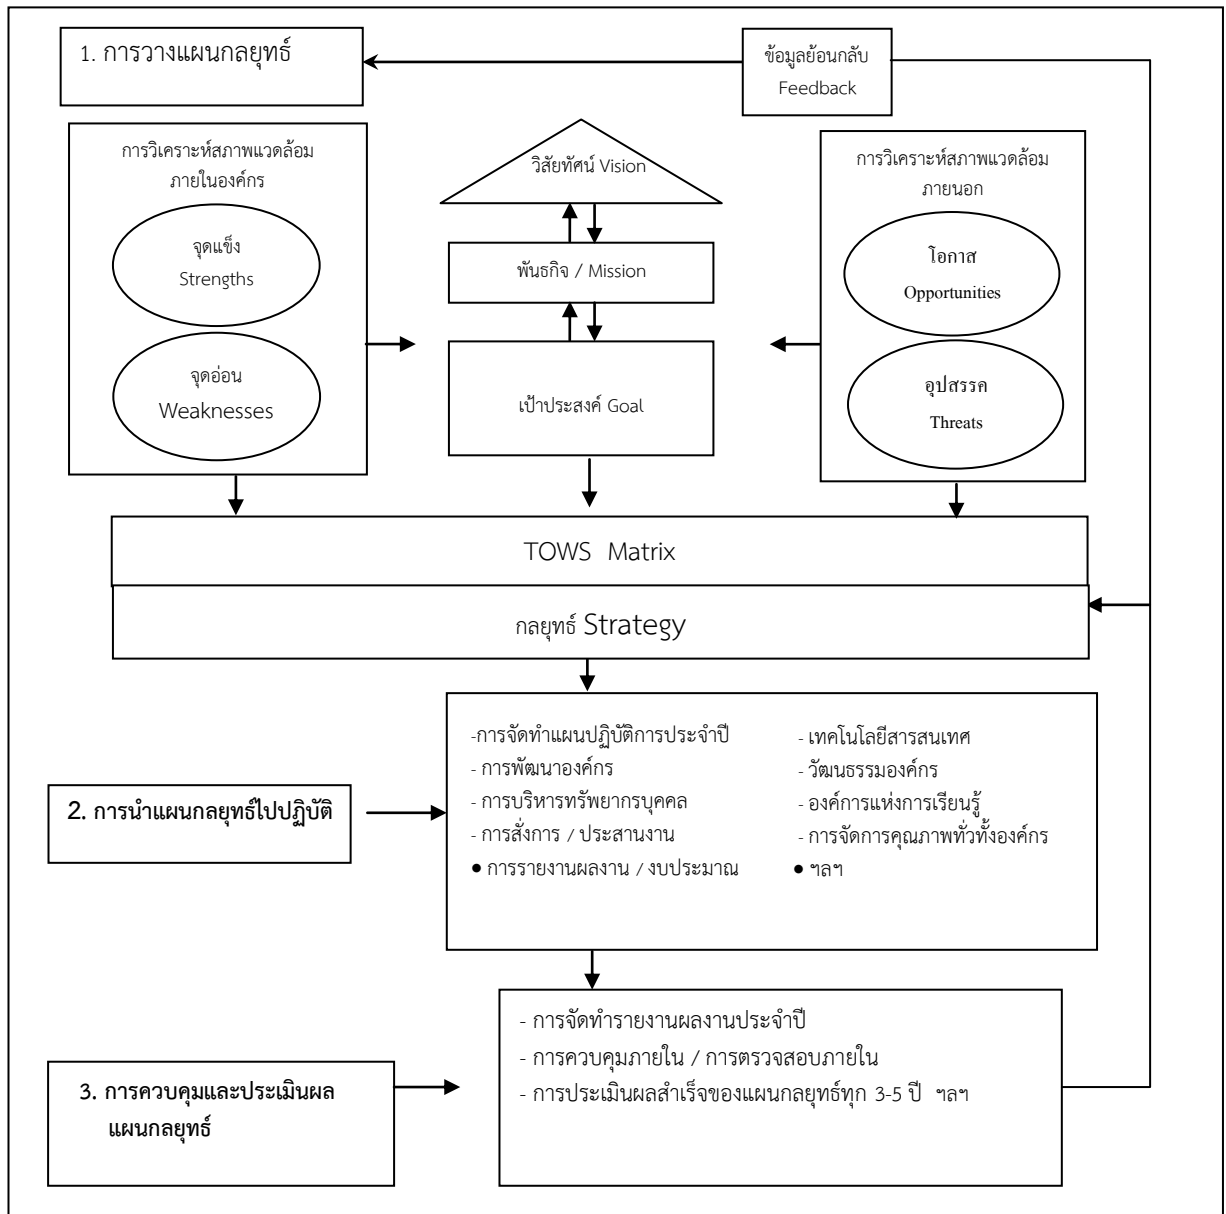 1. การวางแผนกลยุทธ์
ข้อมูลย้อนกลับ
Feedback
การวิเคราะห์สภาพแวดล้อม
ภายในองค์กร
จุดแข็ง
Strengths
จุดอ่อน
Weaknesses
วิสัยทัศน์ Vision
พันธกิจ / Mission
เป้าประสงค์ Goal
การวิเคราะห์สภาพแวดล้อม
ภายนอก
โอกาส
Opportunities
อุปสรรค
Threats
TOWS Matrix
กลยุทธ์ Strategy
2. การนำแผนกลยุทธ์ไปปฏิบัติ
-การจัดทำแผนปฏิบัติการประจำปี
- การพัฒนาองค์กร
- การบริหารทรัพยากรบุคคล
- การสั่งการ / ประสานงาน
● การรายงานผลงาน / งบประมาณ
- เทคโนโลยีสารสนเทศ
- วัฒนธรรมองค์กร
- องค์การแห่งการเรียนรู้
- การจัดการคุณภาพทั่วทั้งองค์กร
● ฯลฯ
3. การควบคุมและประเมินผล
แผนกลยุทธ์
- การจัดทำรายงานผลงานประจำปี
- การควบคุมภายใน / การตรวจสอบภายใน
- การประเมินผลสำเร็จของแผนกลยุทธ์ทุก 3-5 ปี ฯลฯ